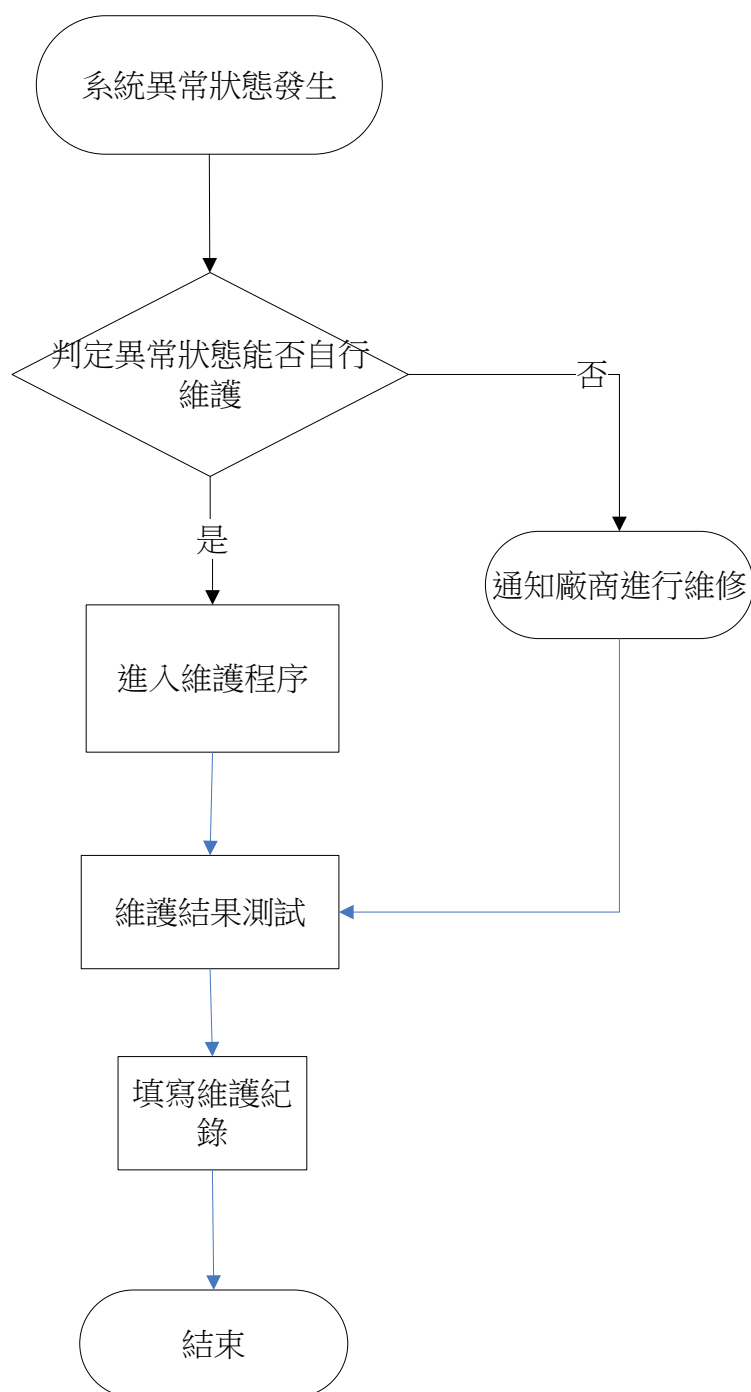 系統異常狀態發生
判定異常狀態能否自行
維護
否
是
通知廠商進行維修
進入維護程序
維護結果測試
填寫維護紀
錄
結束